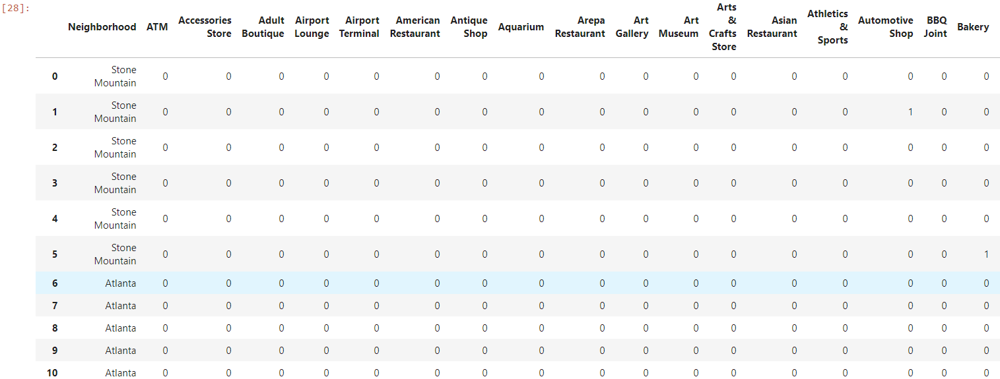 [28]:
Neighborhood ATM Accessories Store Adult Boutique Airport Lounge Airport Terminal American Restaurant Antique Shop Aquarium Arepa Restaurant Art Gallery Art Museum Arts & Crafts Store Asian Restaurant Athletics & Sports Automotive Shop BBQ Joint Bakery
0 Stone Mountain 0 0 0 0 0 0 0 0 0 0 0 0 0 0 0 0 0
1 Stone Mountain 0 0 0 0 0 0 0 0 0 0 0 0 0 0 1 0 0
2 Stone Mountain 0 0 0 0 0 0 0 0 0 0 0 0 0 0 0 0 0
3 Stone Mountain 0 0 0 0 0 0 0 0 0 0 0 0 0 0 0 0 0
4 Stone Mountain 0 0 0 0 0 0 0 0 0 0 0 0 0 0 0 0 0
5 Stone Mountain 0 0 0 0 0 0 0 0 0 0 0 0 0 0 0 0 1
6 Atlanta 0 0 0 0 0 0 0 0 0 0 0 0 0 0 0 0 0
7 Atlanta 0 0 0 0 0 0 0 0 0 0 0 0 0 0 0 0 0
8 Atlanta 0 0 0 0 0 0 0 0 0 0 0 0 0 0 0 0 0
9 Atlanta 0 0 0 0 0 0 0 0 0 0 0 0 0 0 0 0 0
10 Atlanta 0 0 0 0 0 0 0 0 0 0 0 0 0 0 0 0 0